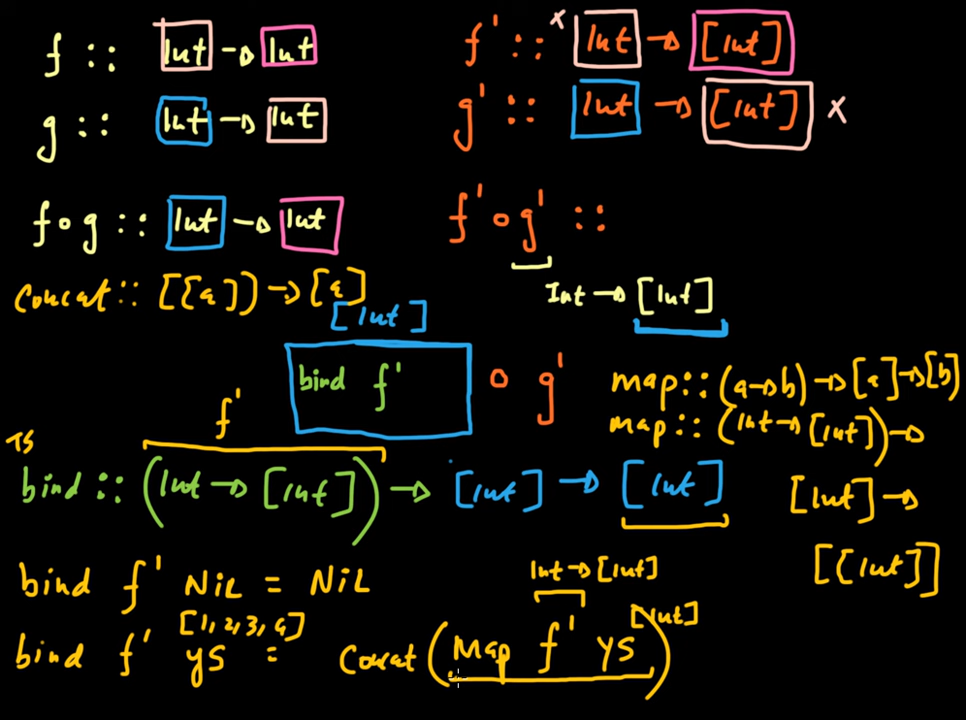 f :: Int → Int
g :: Int → Int
f' :: x Int → [Int]
g' :: Int → [Int] x
f o g :: Int → Int
f' o g' ::
Int → [Int]
concat :: [[a]) → [a]
[Int]
bind f' o g'
map :: (a → b) → [a] → [b]
map :: (Int → [Int]) →
[Int] →
[[Int]]
f'
TS
bind :: (Int → [Int]) → [Int] → [Int]
bind f' NiL = NiL
[1, 2, 3, 4]
Int → [Int]
[Int]
bind f' ys = Concat (Map f' ys)